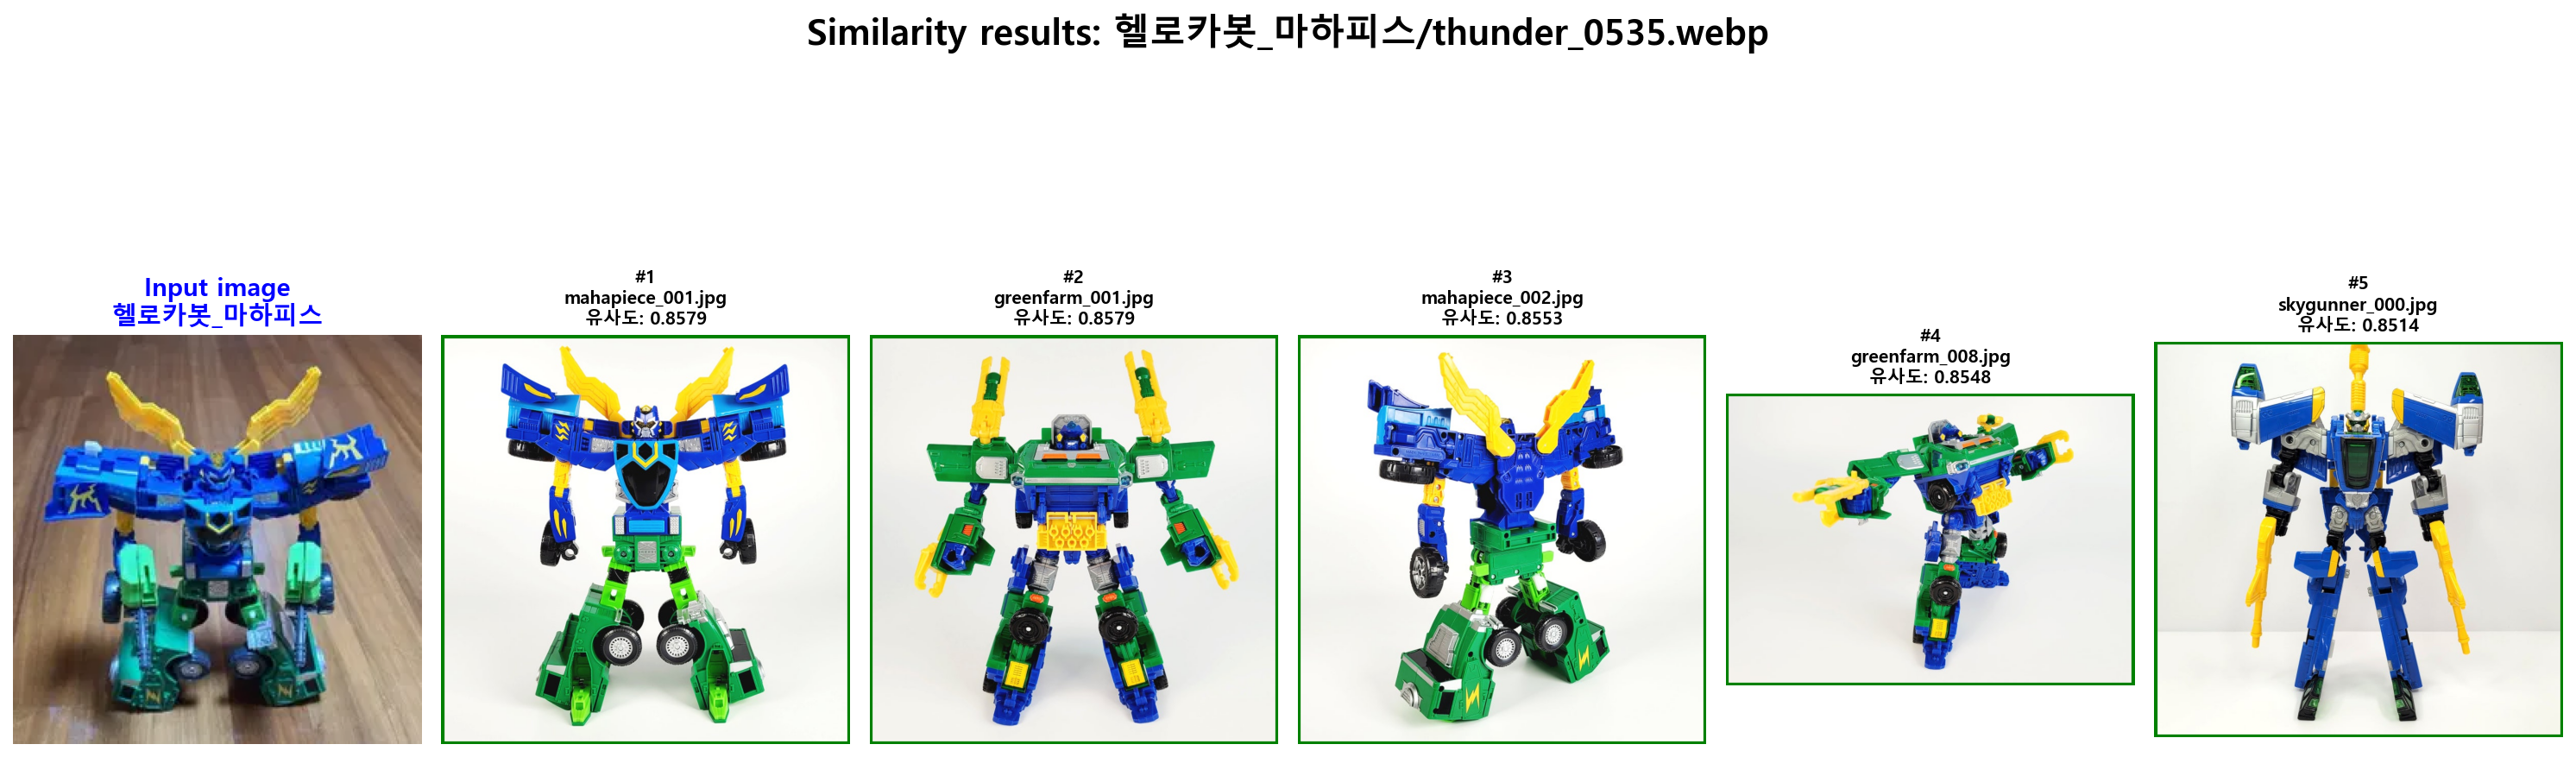 Similarity results: 헬로카봇_마하피스/thunder_0535.webp
Input image
헬로카봇_마하피스
#1
mahapiece_001.jpg
유사도: 0.8579
#2
greenfarm_001.jpg
유사도: 0.8579
#3
mahapiece_002.jpg
유사도: 0.8553
#4
greenfarm_008.jpg
유사도: 0.8548
#5
skygunner_000.jpg
유사도: 0.8514